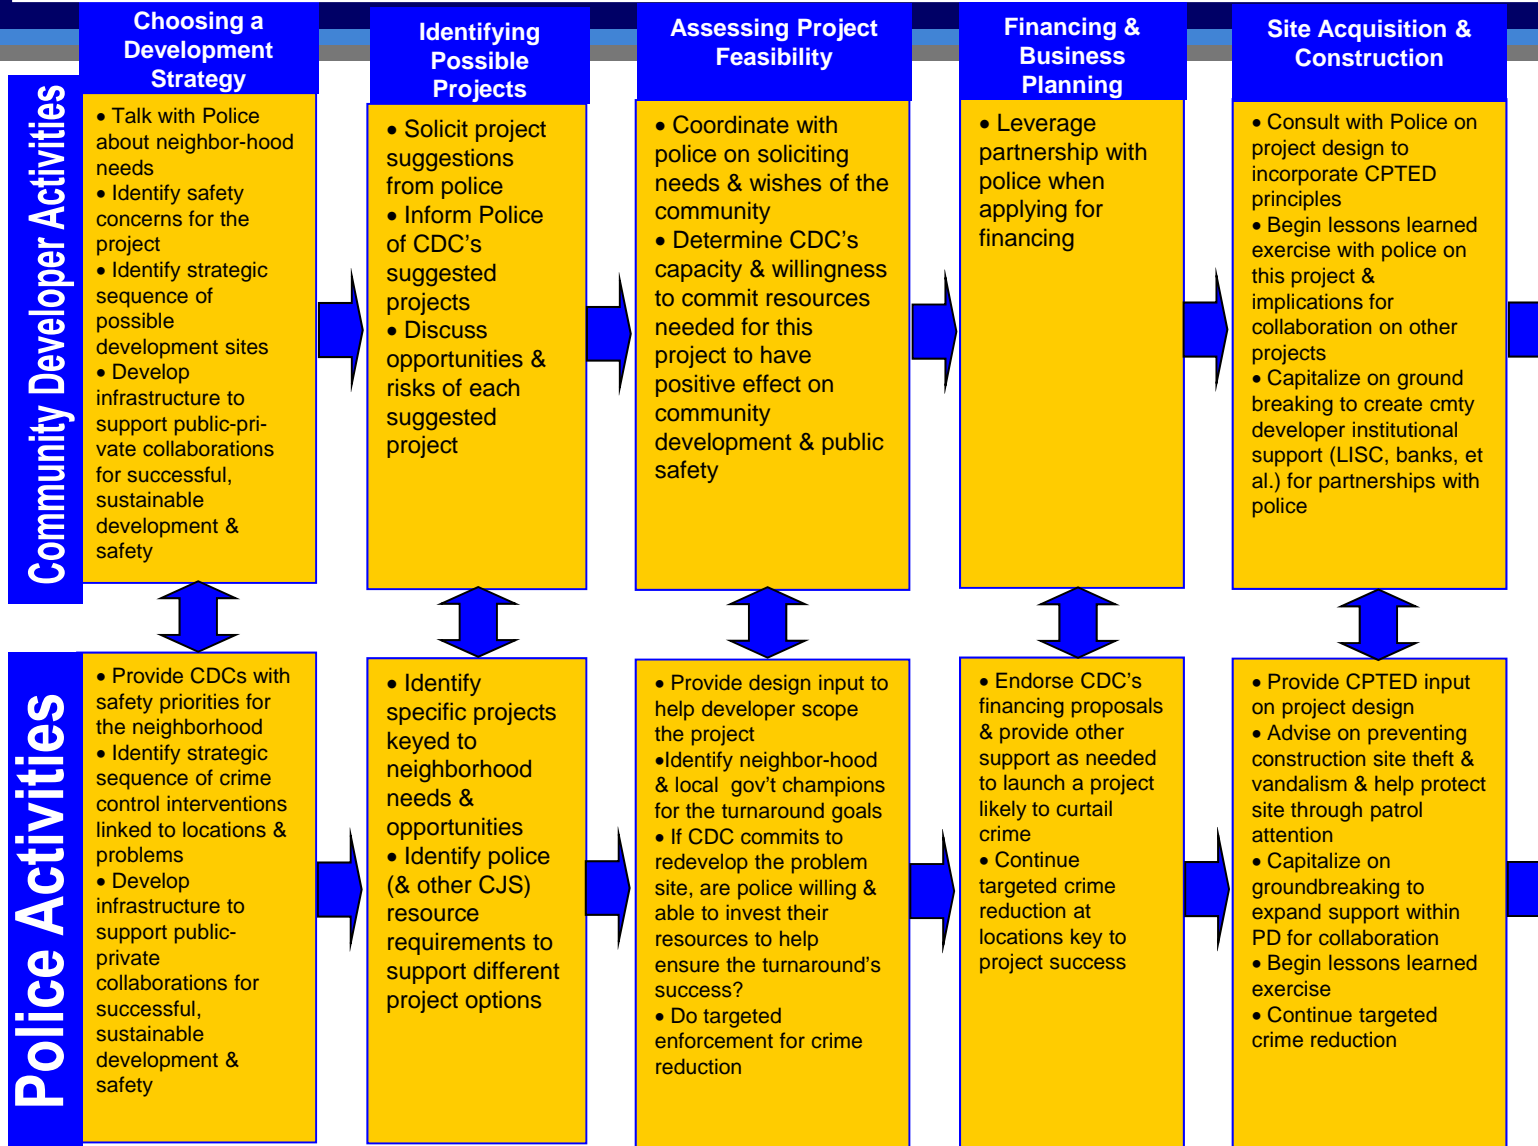 Choosing a
Development
Strategy
Identifying
Possible
Projects
Assessing Project
Feasibility
Financing &
Business
Planning
Site Acquisition &
Construction
Community Developer Activities
• Talk with Police
about neighbor-hood
needs
• Identify safety
concerns for the
project
• Identify strategic
sequence of
possible
development sites
• Develop
infrastructure to
support public-pri-
vate collaborations
for successful,
sustainable
development &
safety
• Solicit project
suggestions
from police
• Inform Police
of CDC’s
suggested
projects
• Discuss
opportunities &
risks of each
suggested
project
• Coordinate with
police on soliciting
needs & wishes of the
community
• Determine CDC’s
capacity & willingness
to commit resources
needed for this
project to have
positive effect on
community
development & public
safety
• Leverage
partnership with
police when
applying for
financing
• Consult with Police on
project design to
incorporate CPTED
principles
• Begin lessons learned
exercise with police on
this project &
implications for
collaboration on other
projects
• Capitalize on ground
breaking to create cmty
developer institutional
support (LISC, banks, et
al.) for partnerships with
police
Police Activities
• Provide CDCs with
safety priorities for
the neighborhood
• Identify strategic
sequence of crime
control interventions
linked to locations &
problems
• Develop
infrastructure to
support public-
private
collaborations for
successful,
sustainable
development &
safety
• Identify
specific projects
keyed to
neighborhood
needs &
opportunities
• Identify police
(& other CJS)
resource
requirements to
support different
project options
• Provide design input to
help developer scope
the project
•Identify neighbor-hood
& local gov’t champions
for the turnaround goals
• If CDC commits to
redevelop the problem
site, are police willing &
able to invest their
resources to help
ensure the turnaround’s
success?
• Do targeted
enforcement for crime
reduction
• Endorse CDC’s
financing proposals
& provide other
support as needed
to launch a project
likely to curtail
crime
• Continue
targeted crime
reduction at
locations key to
project success
• Provide CPTED input
on project design
• Advise on preventing
construction site theft &
vandalism & help protect
site through patrol
attention
• Capitalize on
groundbreaking to
expand support within
PD for collaboration
• Begin lessons learned
exercise
• Continue targeted
crime reduction